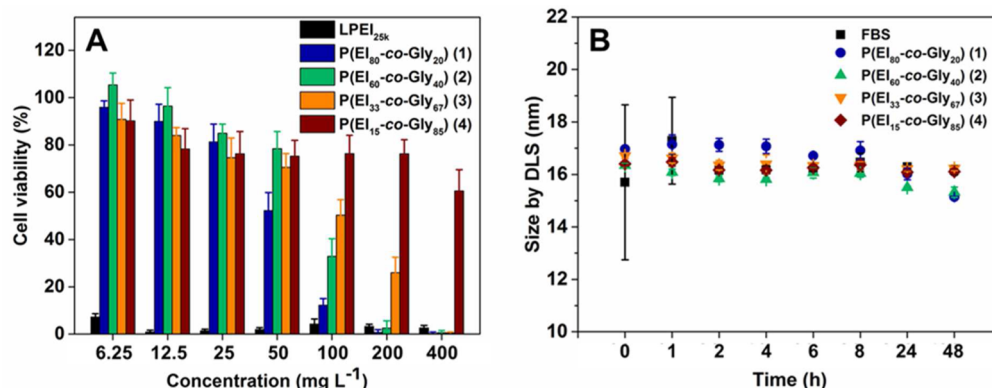 A
LPEI25k
P(EI80-co-Gly20) (1)
P(EI60-co-Gly40) (2)
P(EI33-co-Gly67) (3)
P(EI15-co-Gly85) (4)
Cell viability (%)
120
100
80
60
40
20
0
6.25 12.5 25 50 100 200 400
Concentration (mg L-1)
B
FBS
P(EI80-co-Gly20) (1)
P(EI60-co-Gly40) (2)
P(EI33-co-Gly67) (3)
P(EI15-co-Gly85) (4)
Size by DLS (nm)
22
20
18
16
14
12
10
0 1 2 4 6 8 24 48
Time (h)